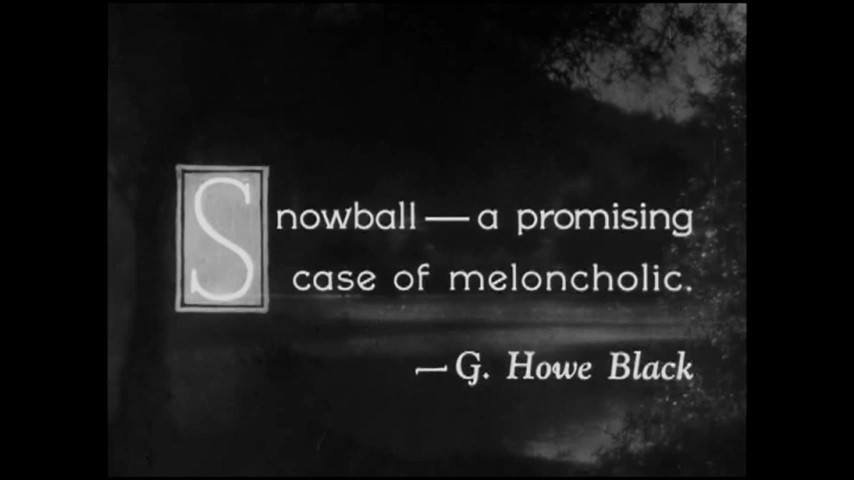 Snowball — a promising
case of meloncholic.
— G. Howe Black